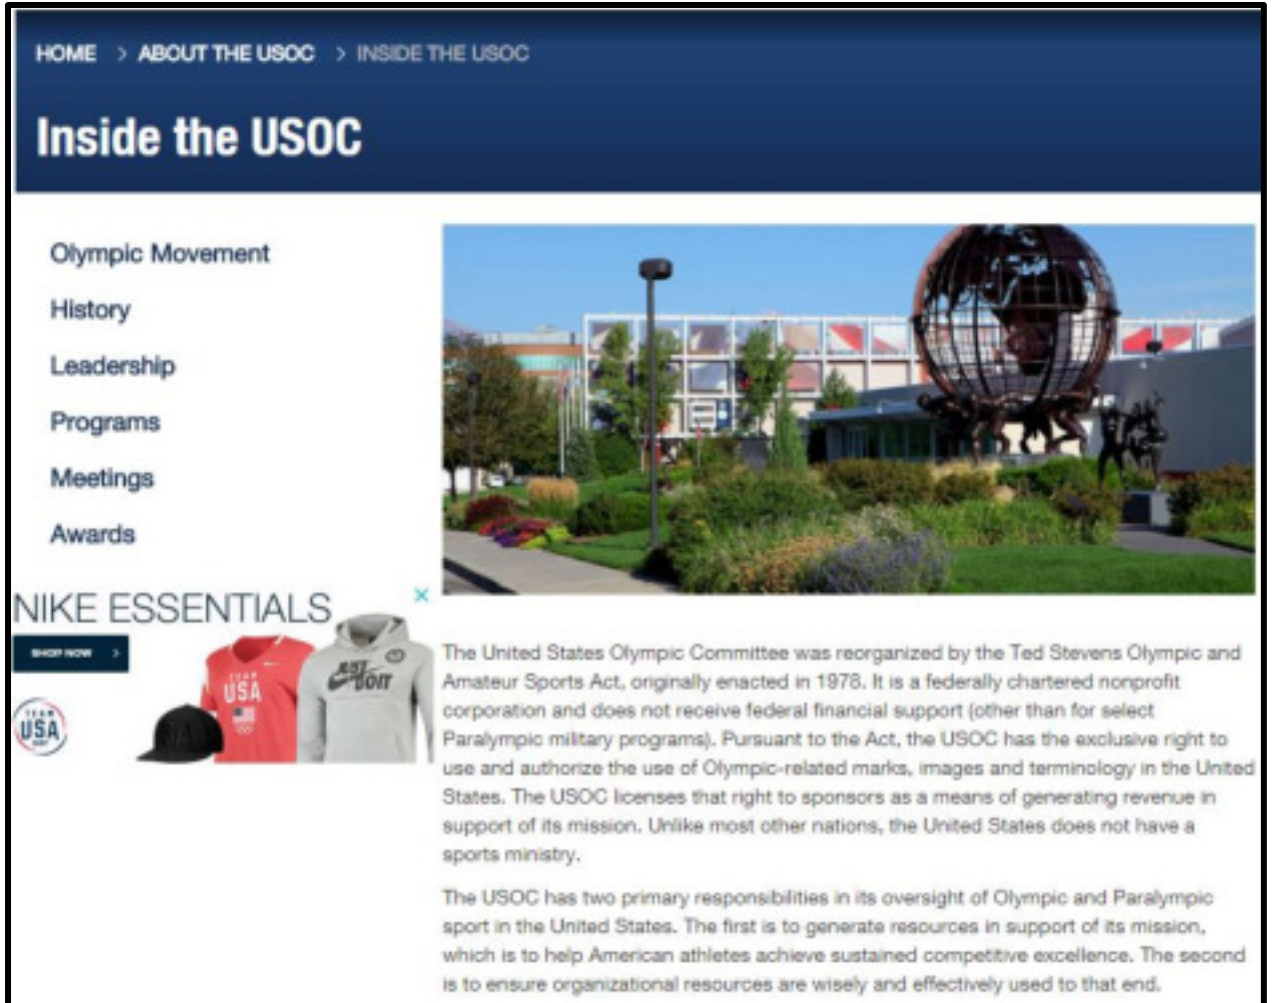 HOME > ABOUT THE USOC > INSIDE THE USOC
Inside the USOC
Olympic Movement
History
Leadership
Programs
Meetings
Awards
NIKE ESSENTIALS
SHOP NOW >
TEAM
USA
TEAM
USA
JUST
DO IT
The United States Olympic Committee was reorganized by the Ted Stevens Olympic and
Amateur Sports Act, originally enacted in 1978. It is a federally chartered nonprofit
corporation and does not receive federal financial support (other than for select
Paralympic military programs). Pursuant to the Act, the USOC has the exclusive right to
use and authorize the use of Olympic-related marks, images and terminology in the United
States. The USOC licenses that right to sponsors as a means of generating revenue in
support of its mission. Unlike most other nations, the United States does not have a
sports ministry.
The USOC has two primary responsibilities in its oversight of Olympic and Paralympic
sport in the United States. The first is to generate resources in support of its mission,
which is to help American athletes achieve sustained competitive excellence. The second
is to ensure organizational resources are wisely and effectively used to that end.